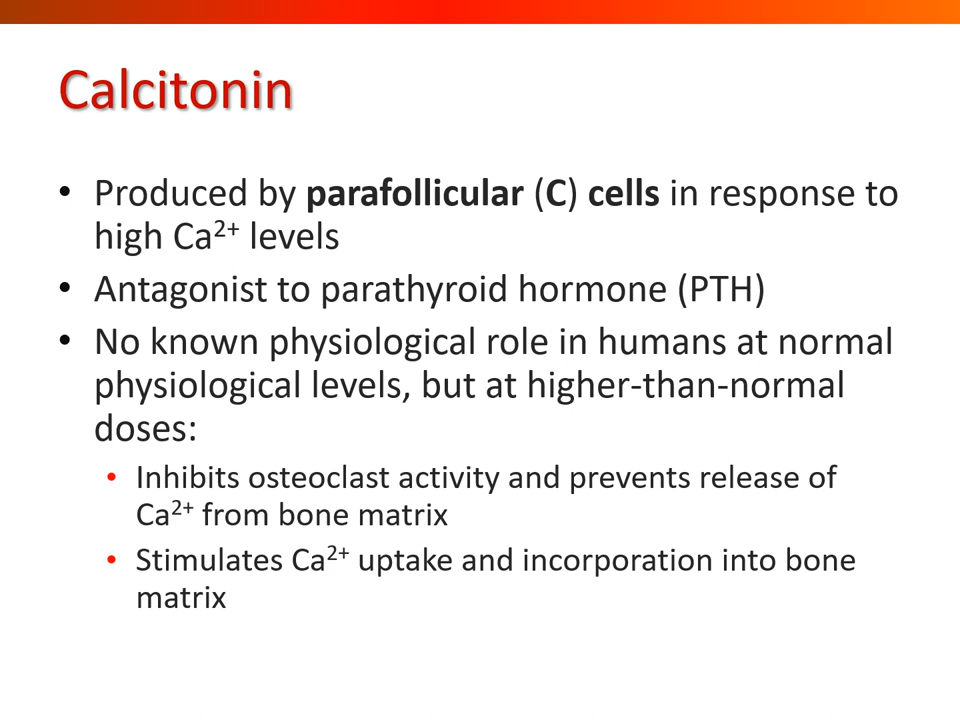 Calcitonin
• Produced by parafollicular (C) cells in response to
high Ca²⁺ levels
• Antagonist to parathyroid hormone (PTH)
• No known physiological role in humans at normal
physiological levels, but at higher-than-normal
doses:
• Inhibits osteoclast activity and prevents release of
Ca²⁺ from bone matrix
• Stimulates Ca²⁺ uptake and incorporation into bone
matrix